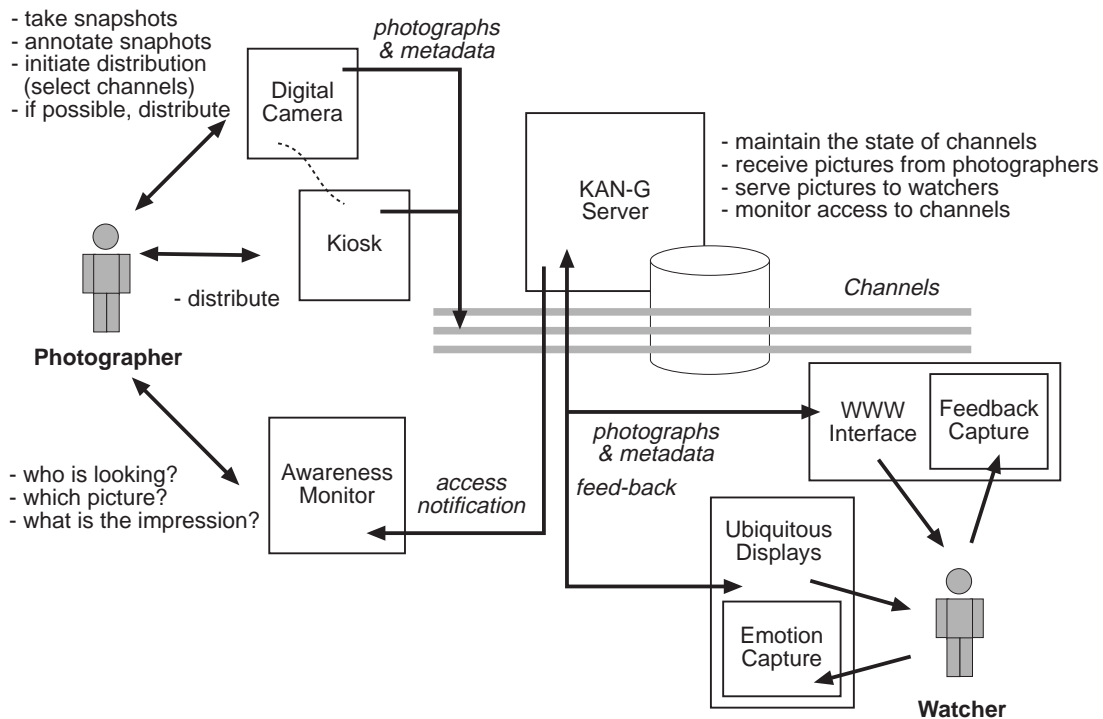 - take snapshots
- annotate snaphots
- initiate distribution
(select channels)
- if possible, distribute
photographs
& metadata
Digital
Camera
Kiosk
- distribute
Photographer
KAN-G
Server
- maintain the state of channels
- receive pictures from photographers
- serve pictures to watchers
- monitor access to channels
Channels
- who is looking?
- which picture?
- what is the impression?
Awareness
Monitor
access
notification
photographs
& metadata
feed-back
WWW
Interface
Feedback
Capture
Ubiquitous
Displays
Emotion
Capture
Watcher